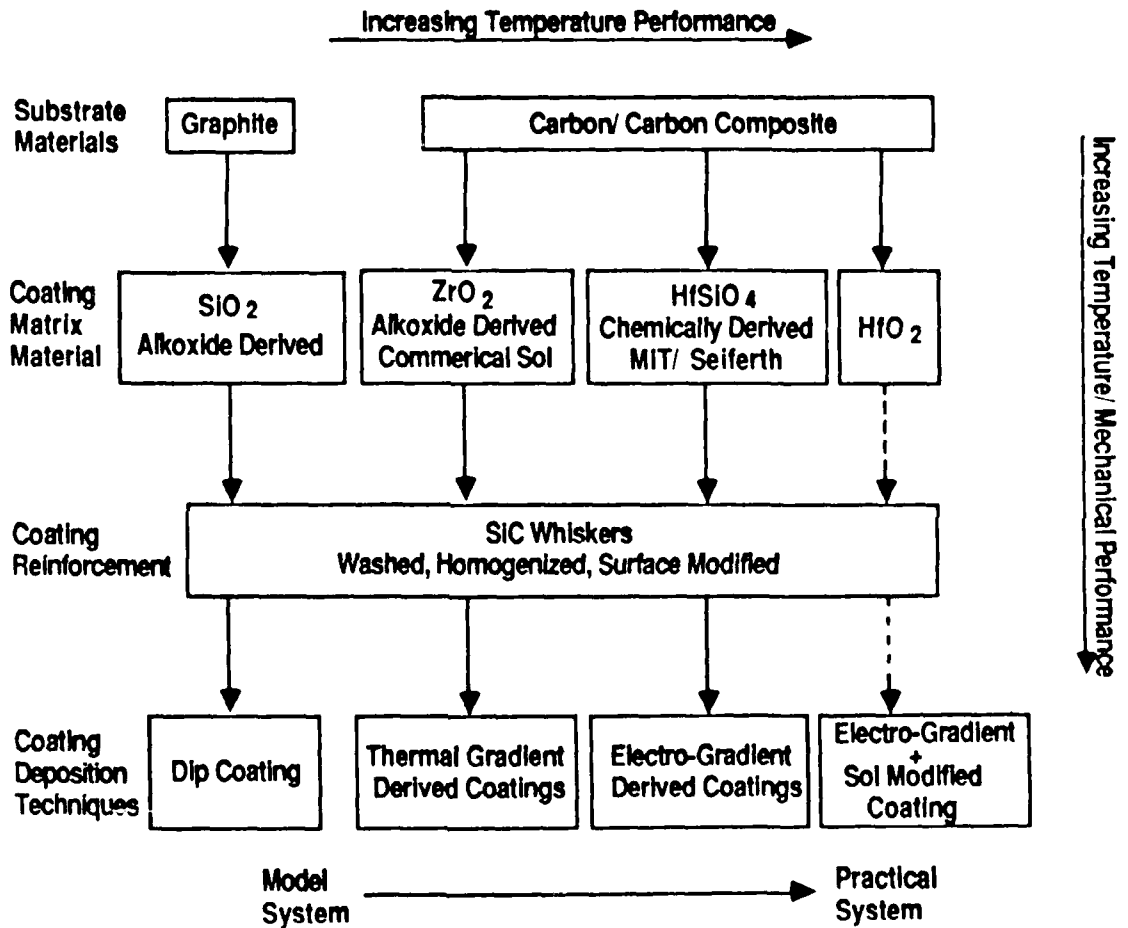 Increasing Temperature Performance
Substrate
Materials
Graphite
Carbon/ Carbon Composite
Increasing Temperature/ Mechanical Performance
Coating
Matrix
Material
SiO 2
Alkoxide Derived
ZrO 2
Alkoxide Derived
Commerical Sol
HfSiO 4
Chemically Derived
MIT/ Seiferth
HfO 2
Coating
Reinforcement
SiC Whiskers
Washed, Homogenized, Surface Modified
Coating
Deposition
Techniques
Dip Coating
Thermal Gradient
Derived Coatings
Electro-Gradient
Derived Coatings
Electro-Gradient
+
Sol Modified
Coating
Model
System
Practical
System